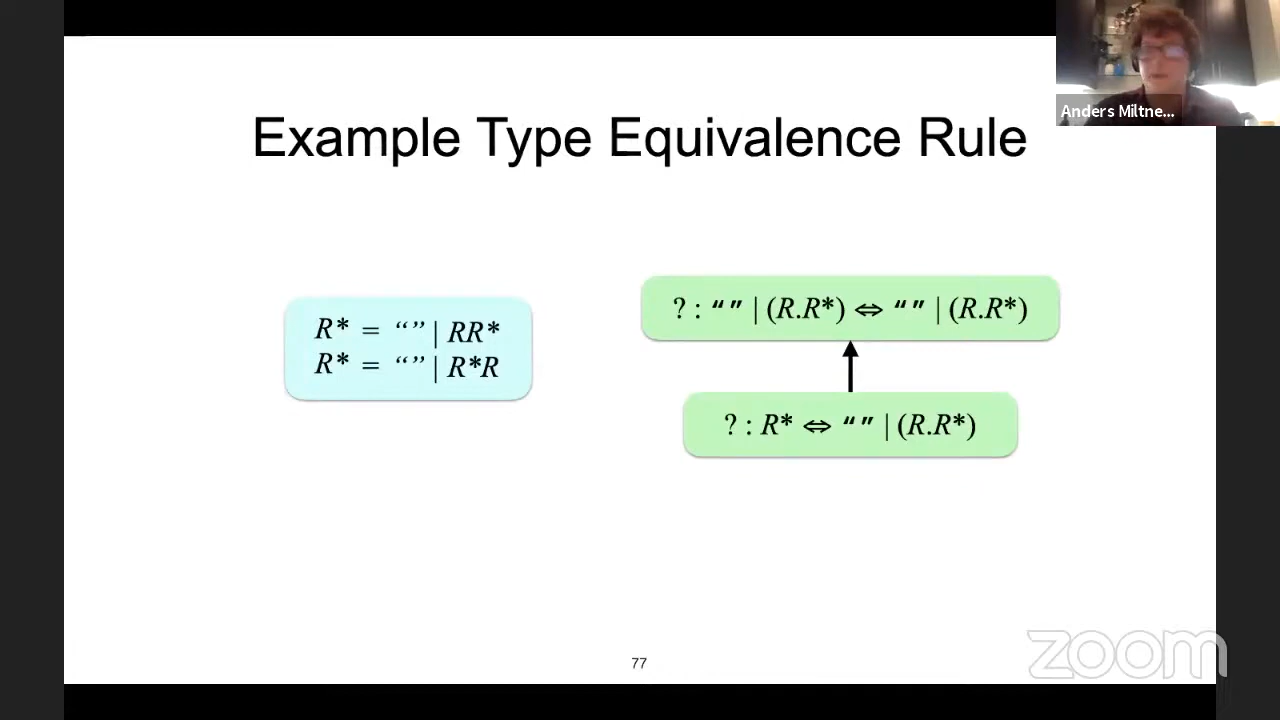 Anders Miltne...
Example Type Equivalence Rule
R* = “” | RR*
R* = “” | R*R
? : “” | (R.R*) ⇔ “” | (R.R*)
? : R* ⇔ “” | (R.R*)
77
zoom